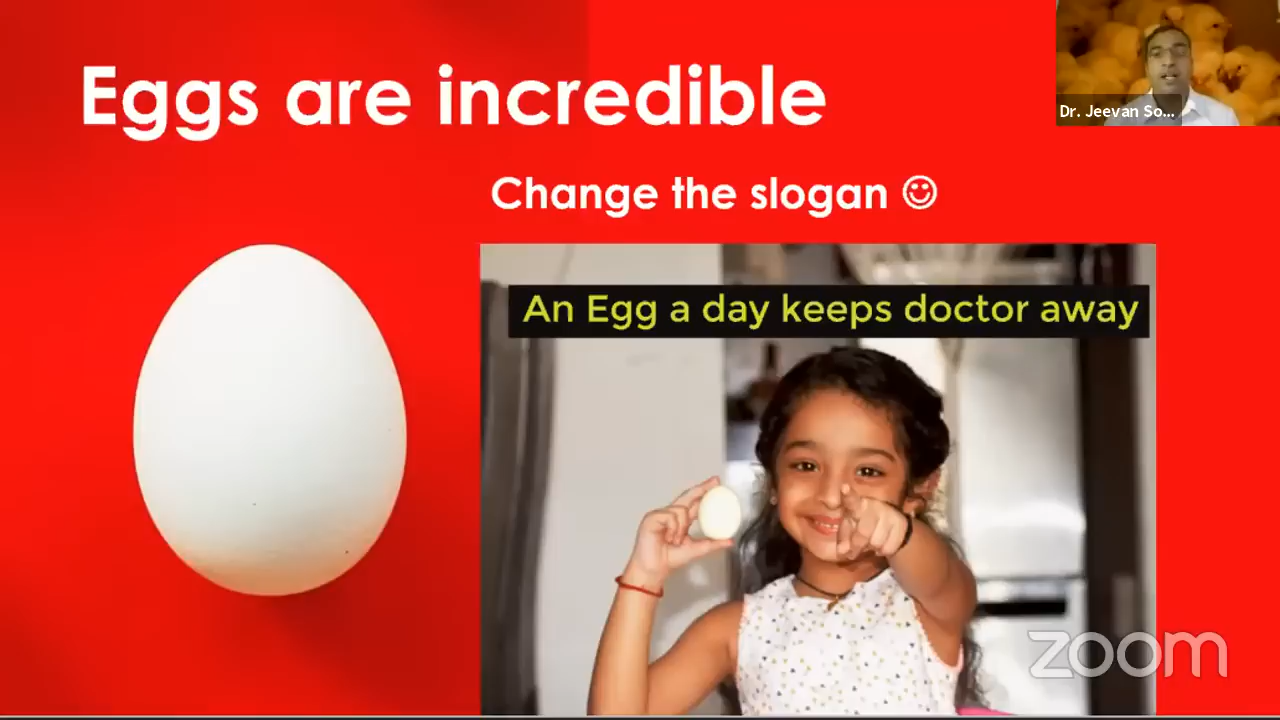 Eggs are incredible
Dr. Jeevan So...
Change the slogan ☺
An Egg a day keeps doctor away
zoom